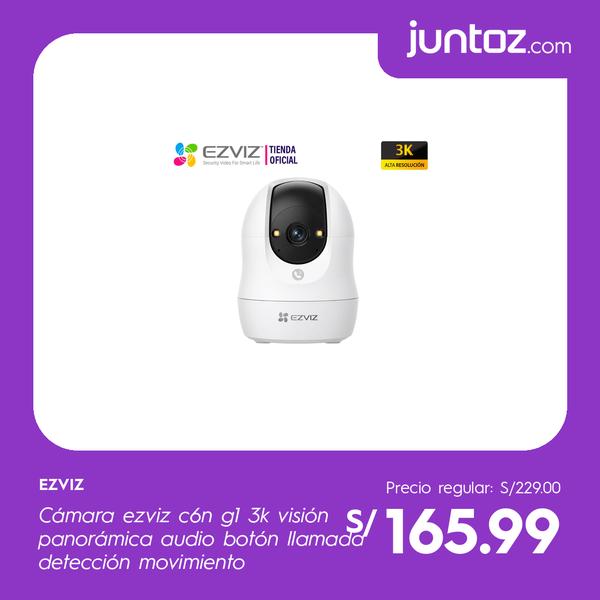 juntoz.com
EZVIZ
Security Video For Smart Life
TIENDA
OFICIAL
3K
ALTA RESOLUCIÓN
EZVIZ
EZVIZ
Precio regular: S/229.00
Cámara ezviz c6n g1 3k visión
panorámica audio botón llamada
detección movimiento
S/165.99